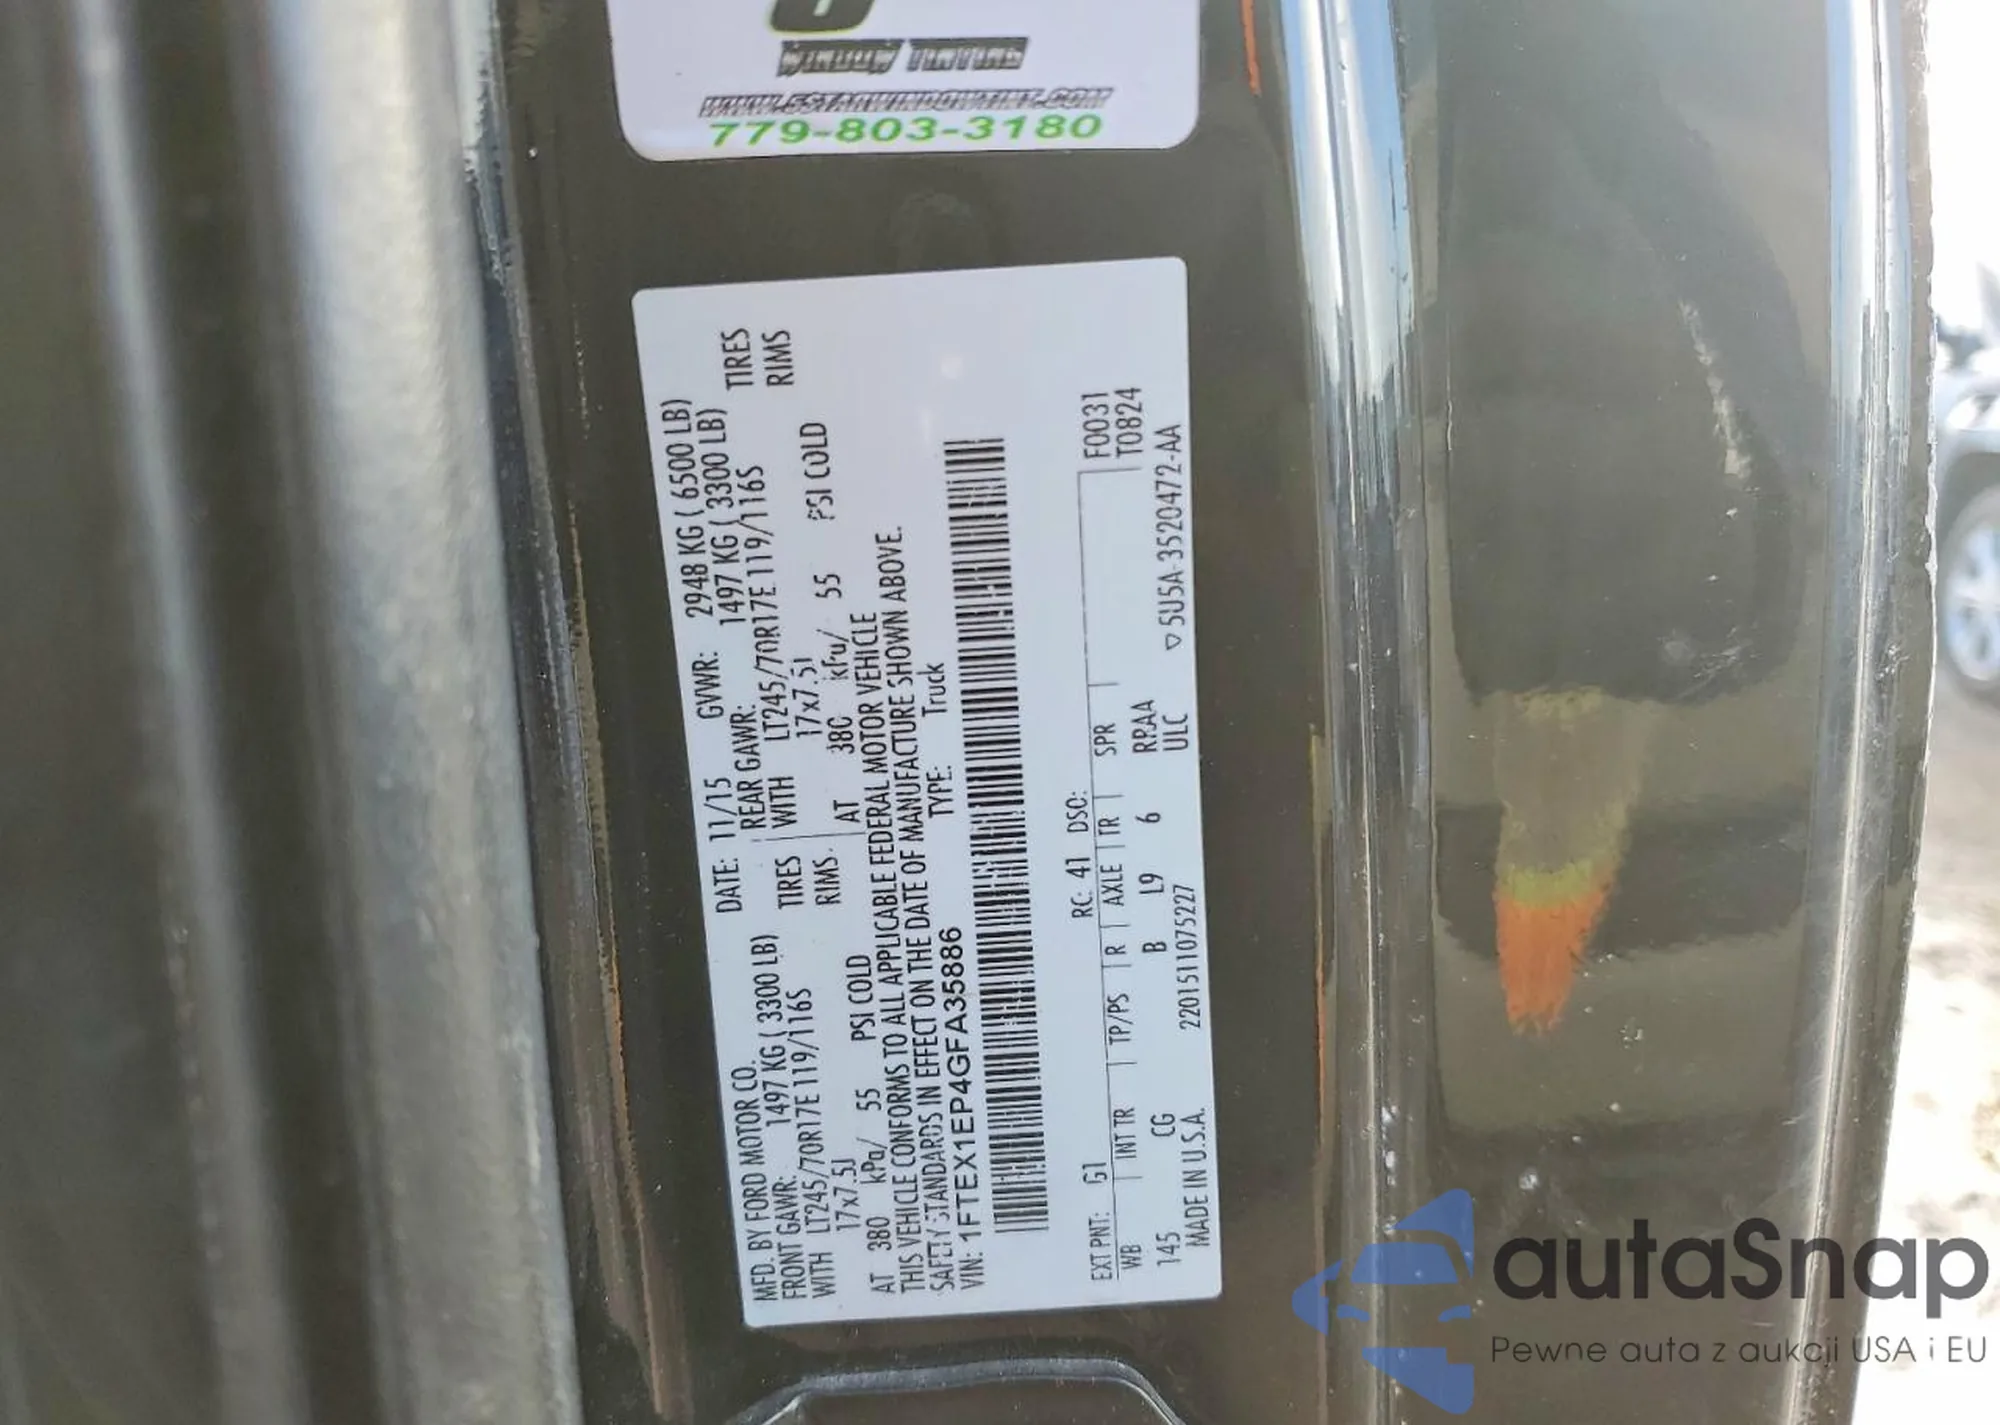 WINDOW TINTING
WWW.5STARWINDOWTINT.COM
779-803-3180
MFD. BY FORD MOTOR CO.
DATE: 11/15 GVWR: 2948 KG ( 6500 LB)
FRONT GAWR: 1497 KG ( 3300 LB)
REAR GAWR: 1497 KG ( 3300 LB)
WITH LT245/70R17E 119/116S TIRES
WITH LT245/70R17E 119/116S TIRES
17x7.5J RIMS.
17x7.5J RIMS
AT 380 kPa/ 55 PSI COLD
AT 380 kPa/ 55 PSI COLD
THIS VEHICLE CONFORMS TO ALL APPLICABLE FEDERAL MOTOR VEHICLE
SAFETY STANDARDS IN EFFECT ON THE DATE OF MANUFACTURE SHOWN ABOVE.
VIN: 1FTEX1EP4GFA35886 TYPE: Truck
EXT PNT: G1 RC: 41 DSO: F0031
WB INT TR TP/PS R AXLE TR SPR T0824
145 CG B L9 6 RPAA
MADE IN U.S.A. 2201511075227 ULC ▽5U5A-3520472-AA
autaSnap
Pewne auta z aukcji USA i EU